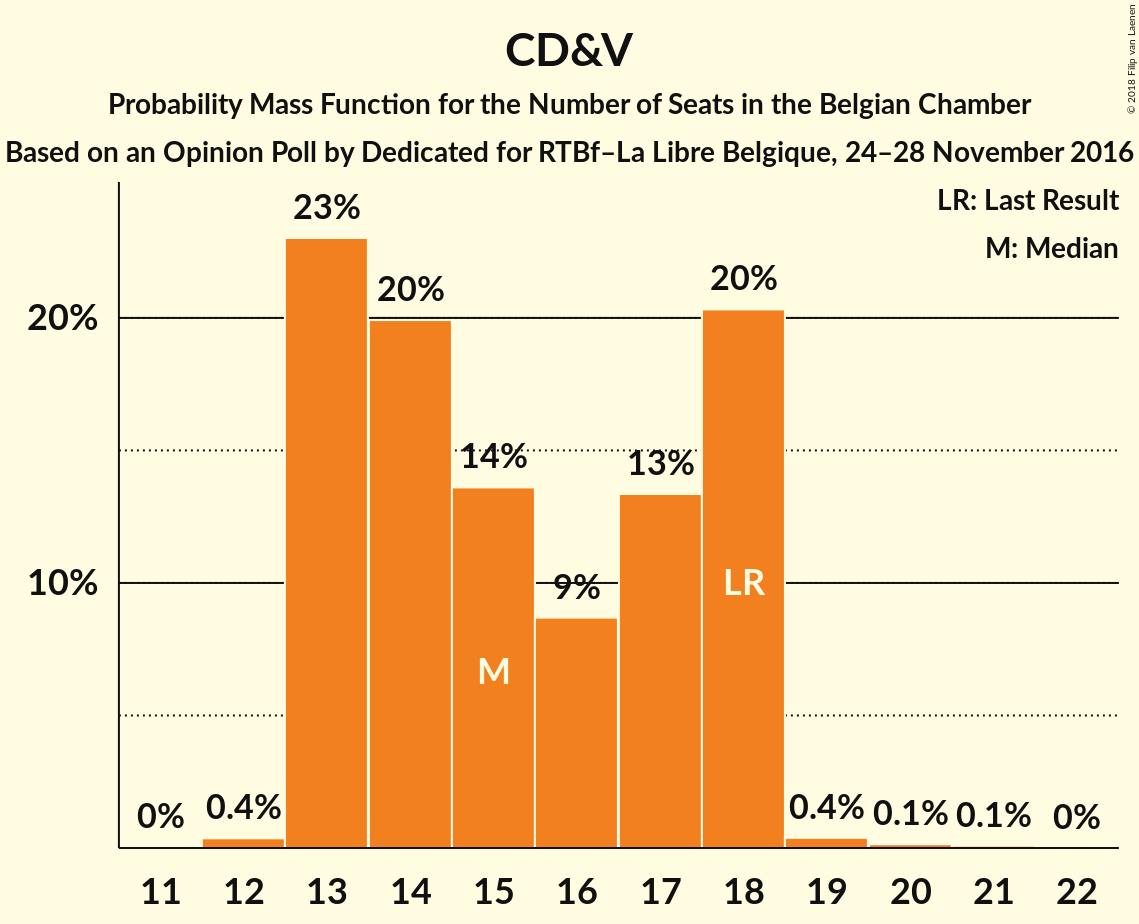 CD&V
Probability Mass Function for the Number of Seats in the Belgian Chamber
Based on an Opinion Poll by Dedicated for RTBf–La Libre Belgique, 24–28 November 2016
© 2018 Filip van Laenen
LR: Last Result
M: Median
20%
10%
0%
0.4%
23%
20%
14%
9%
13%
20%
0.4%
0.1%
0.1%
0%
M
LR
11 12 13 14 15 16 17 18 19 20 21 22